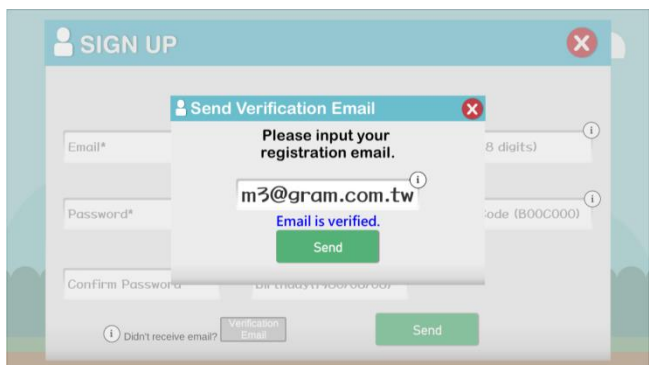 SIGN UP
Send Verification Email
Please input your
registration email.
i
m3@gram.com.tw
Email is verified.
Send
Email*
8 digits)
i
Password*
ode (B00C000)
i
Confirm Passwo
i Didn't receive email?
Verification
Email
Send